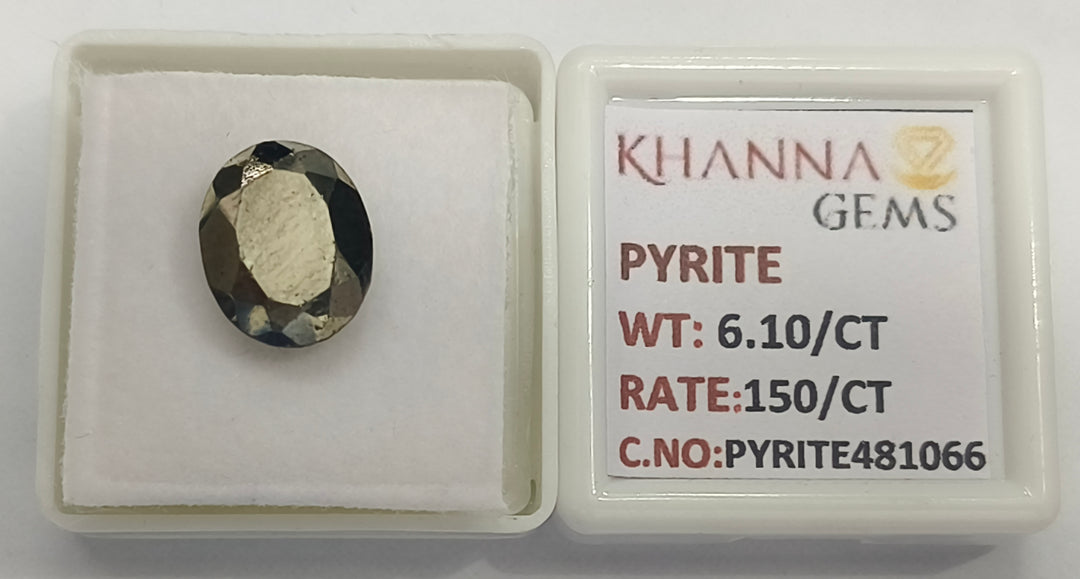 KHANNA
GEMS
PYRITE
WT: 6.10/CT
RATE:150/CT
C.NO:PYRITE481066